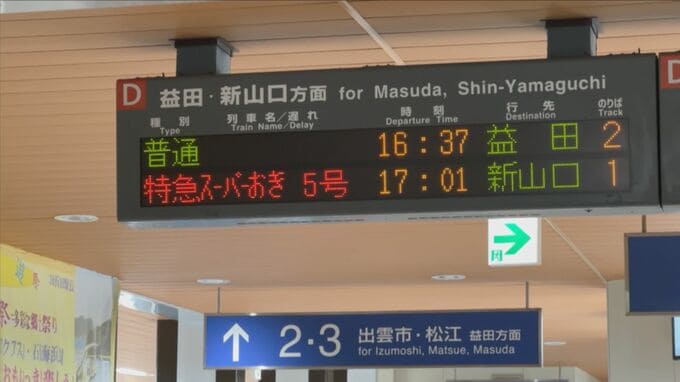 D 益田・新山口方面 for Masuda, Shin-Yamaguchi
種別 列車名/遅れ 時刻 行先 のりば
Type Train Name/Delay Departure Time Destination Track
普通 16:37 益田 2
特急スーパーおき 5号 17:01 新山口 1
2・3 出雲市・松江 益田方面
for Izumoshi, Matsue, Masuda